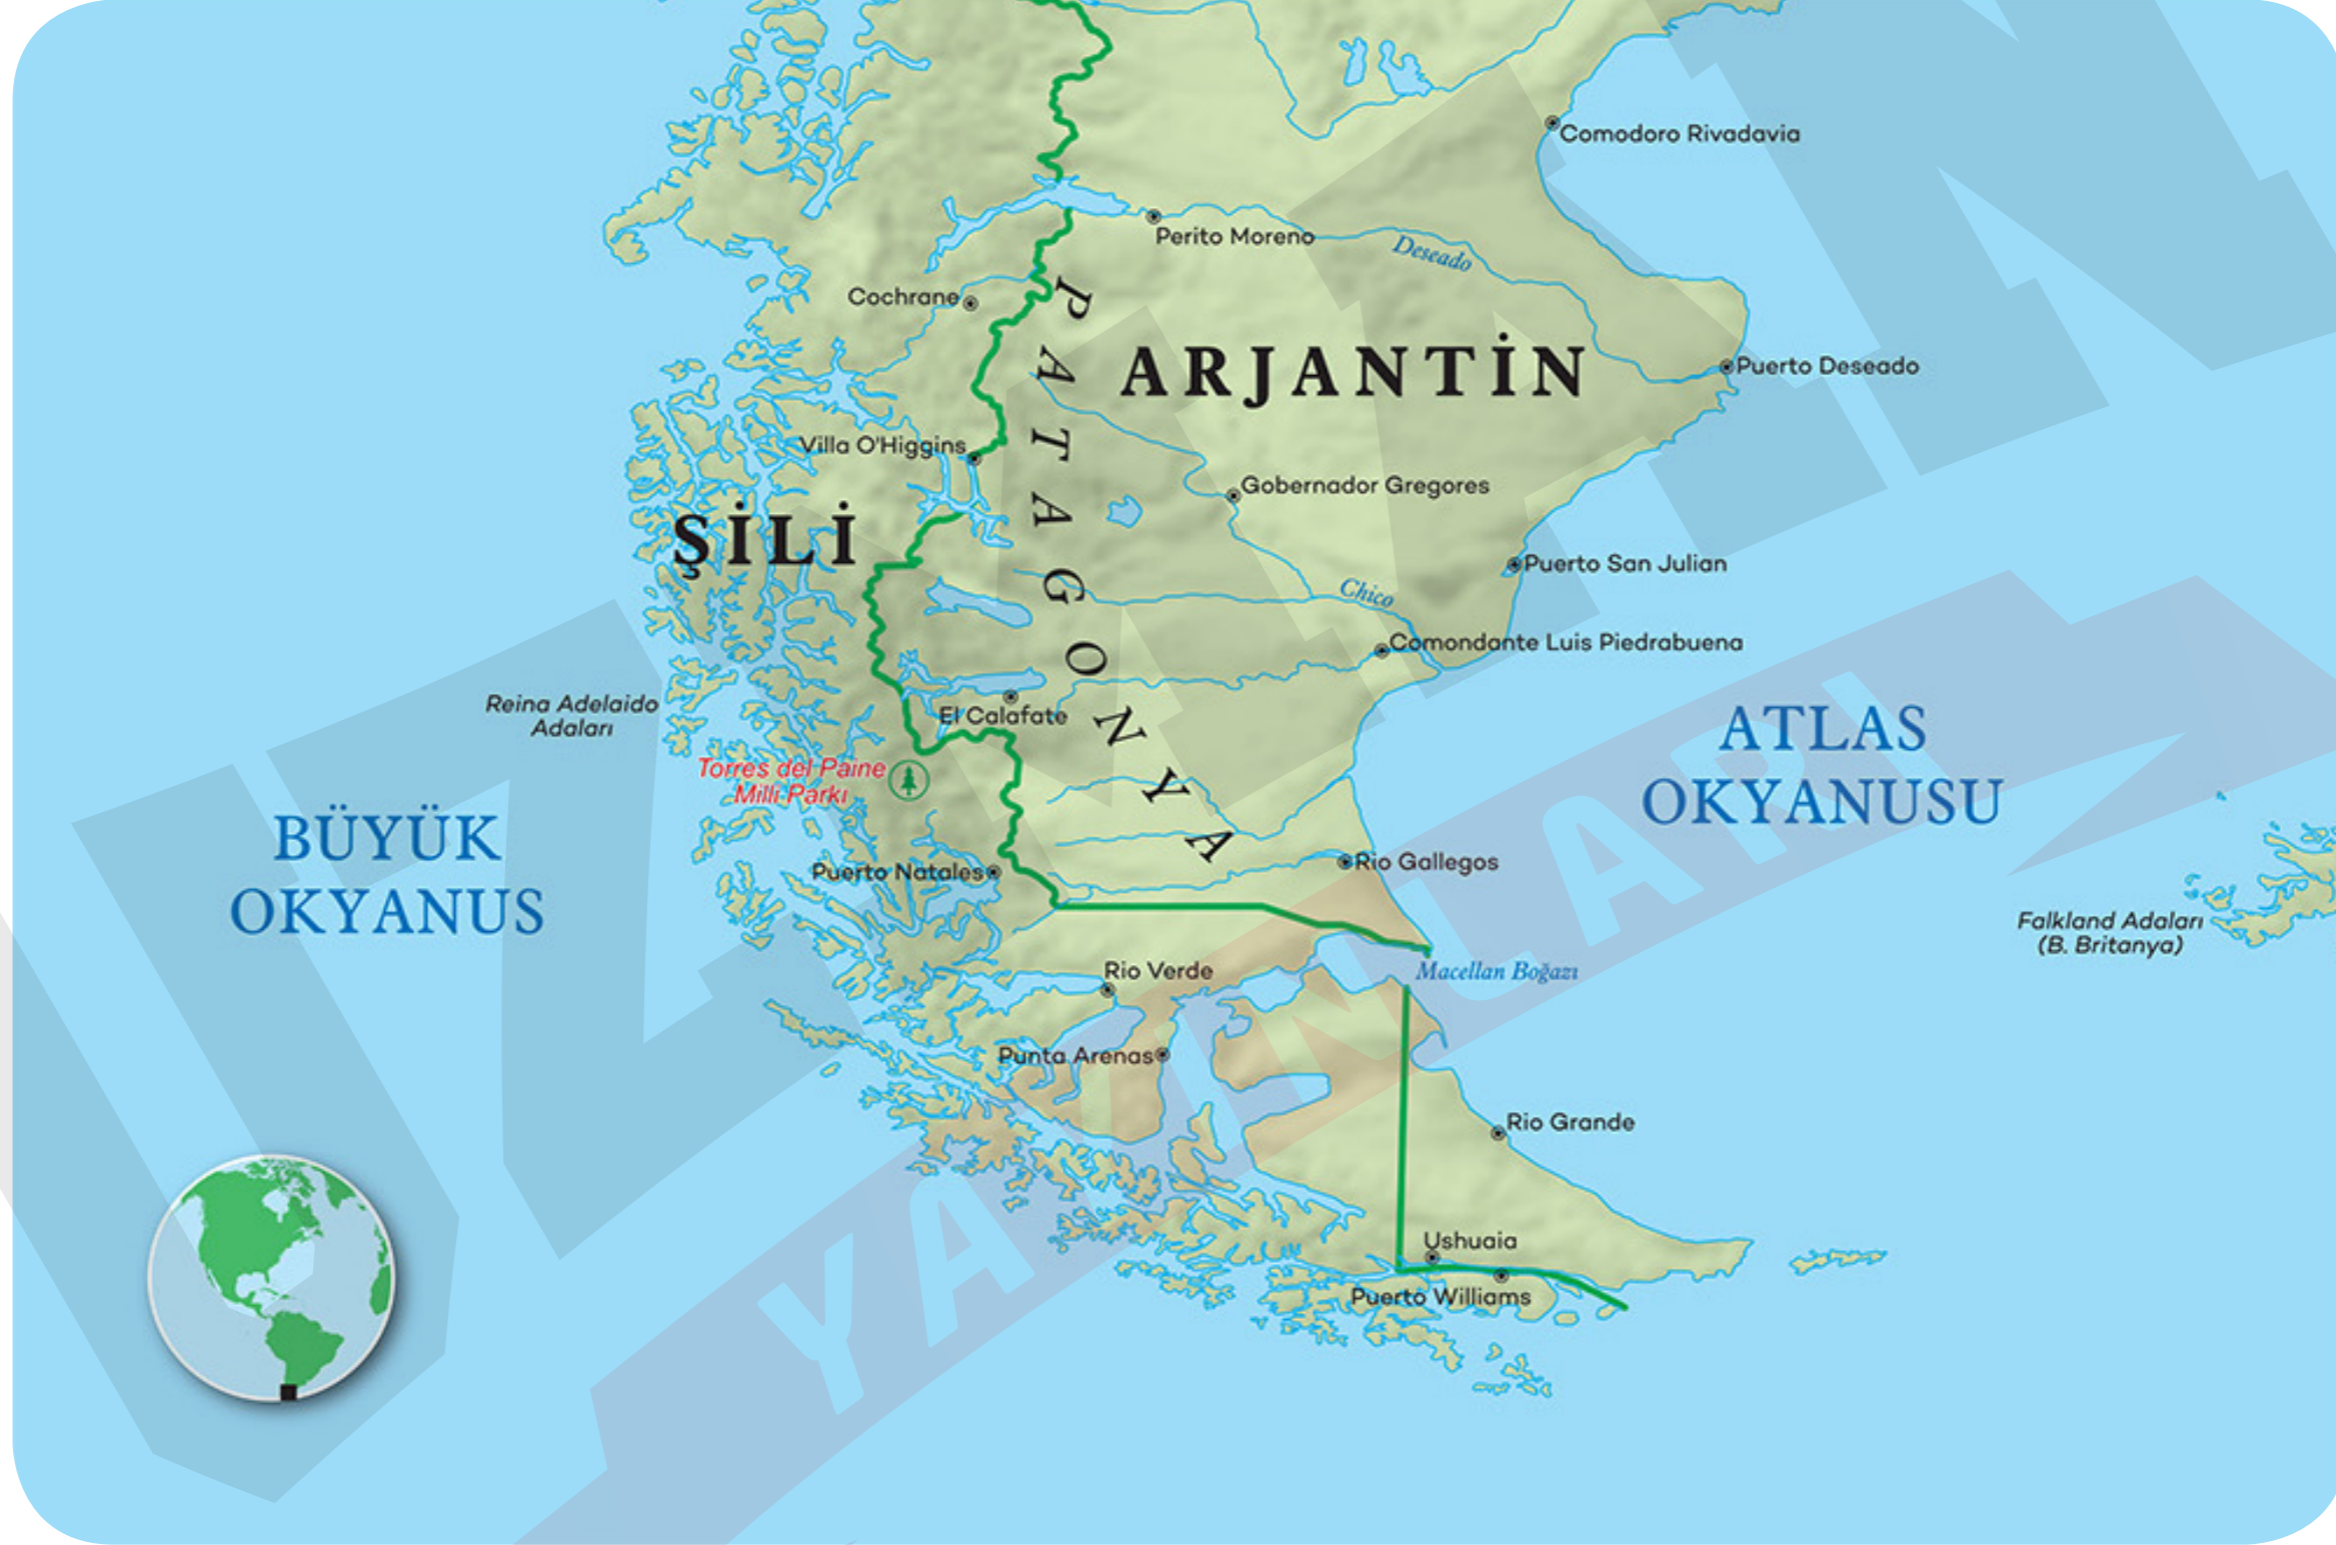 Comodoro Rivadavia
Perito Moreno
Deseado
Cochrane
PATAGONYA
ARJANTİN
Puerto Deseado
Villa O'Higgins
Gobernador Gregores
ŞİLİ
Puerto San Julian
Chico
Comondante Luis Piedrabuena
Reina Adelaido
Adaları
El Calafate
ATLAS
OKYANUSU
Torres del Paine
Milli Parkı
BÜYÜK
OKYANUS
Puerto Natales
Rio Gallegos
Falkland Adaları
(B. Britanya)
Rio Verde
Macellan Boğazı
Punta Arenas
Rio Grande
Ushuaia
Puerto Williams
YAYINLARI